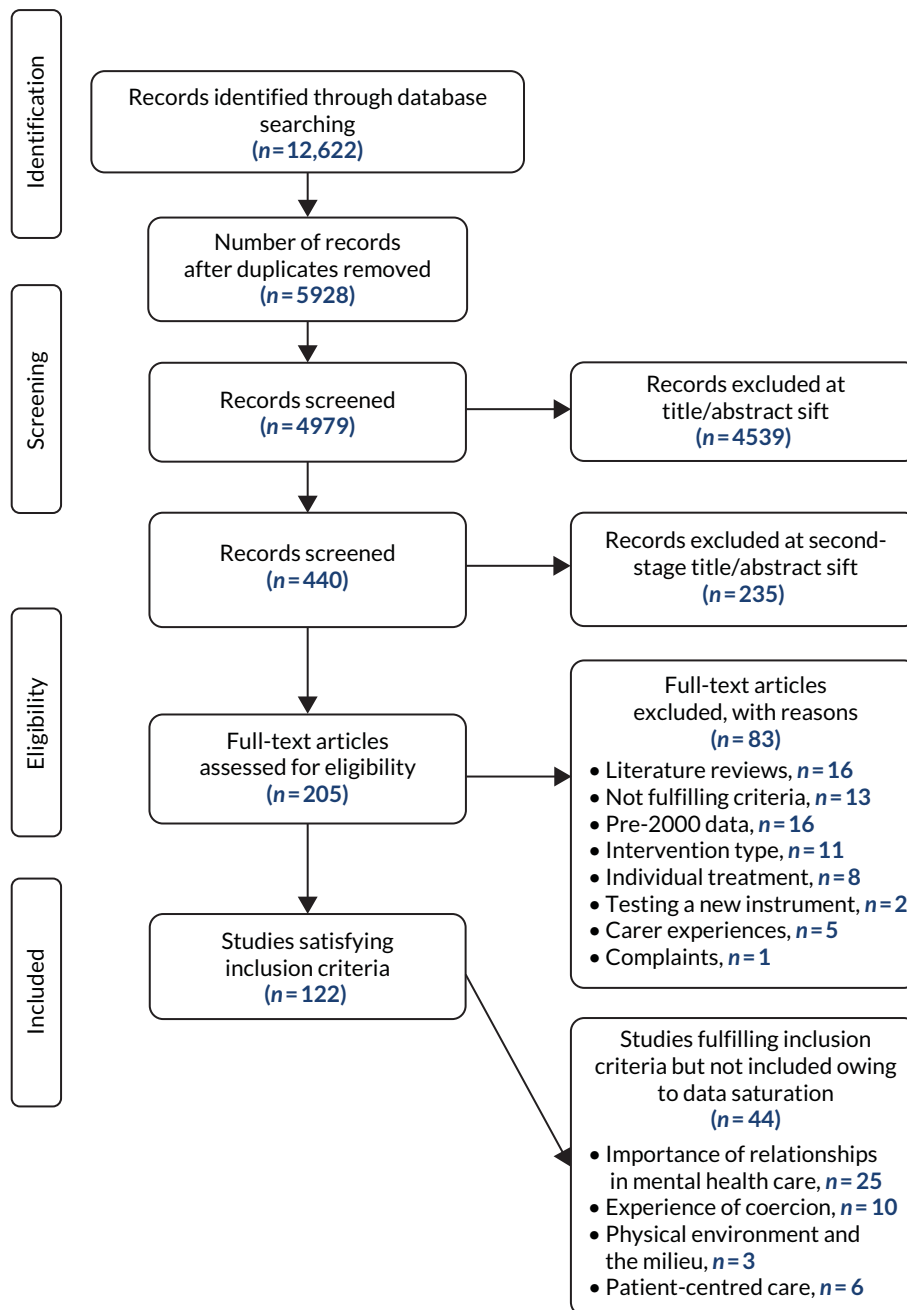 Identification
Records identified through database
searching
(n=12,622)
Number of records
after duplicates removed
(n=5928)
Screening
Records screened
(n=4979)
Records excluded at
title/abstract sift
(n=4539)
Records screened
(n=440)
Records excluded at second-
stage title/abstract sift
(n=235)
Eligibility
Full-text articles
assessed for eligibility
(n=205)
Full-text articles
excluded, with reasons
(n=83)
• Literature reviews, n=16
• Not fulfilling criteria, n=13
• Pre-2000 data, n=16
• Intervention type, n=11
• Individual treatment, n=8
• Testing a new instrument, n=2
• Carer experiences, n=5
• Complaints, n=1
Included
Studies satisfying
inclusion criteria
(n=122)
Studies fulfilling inclusion
criteria but not included owing
to data saturation
(n=44)
• Importance of relationships
in mental health care, n=25
• Experience of coercion, n=10
• Physical environment and
the milieu, n=3
• Patient-centred care, n=6